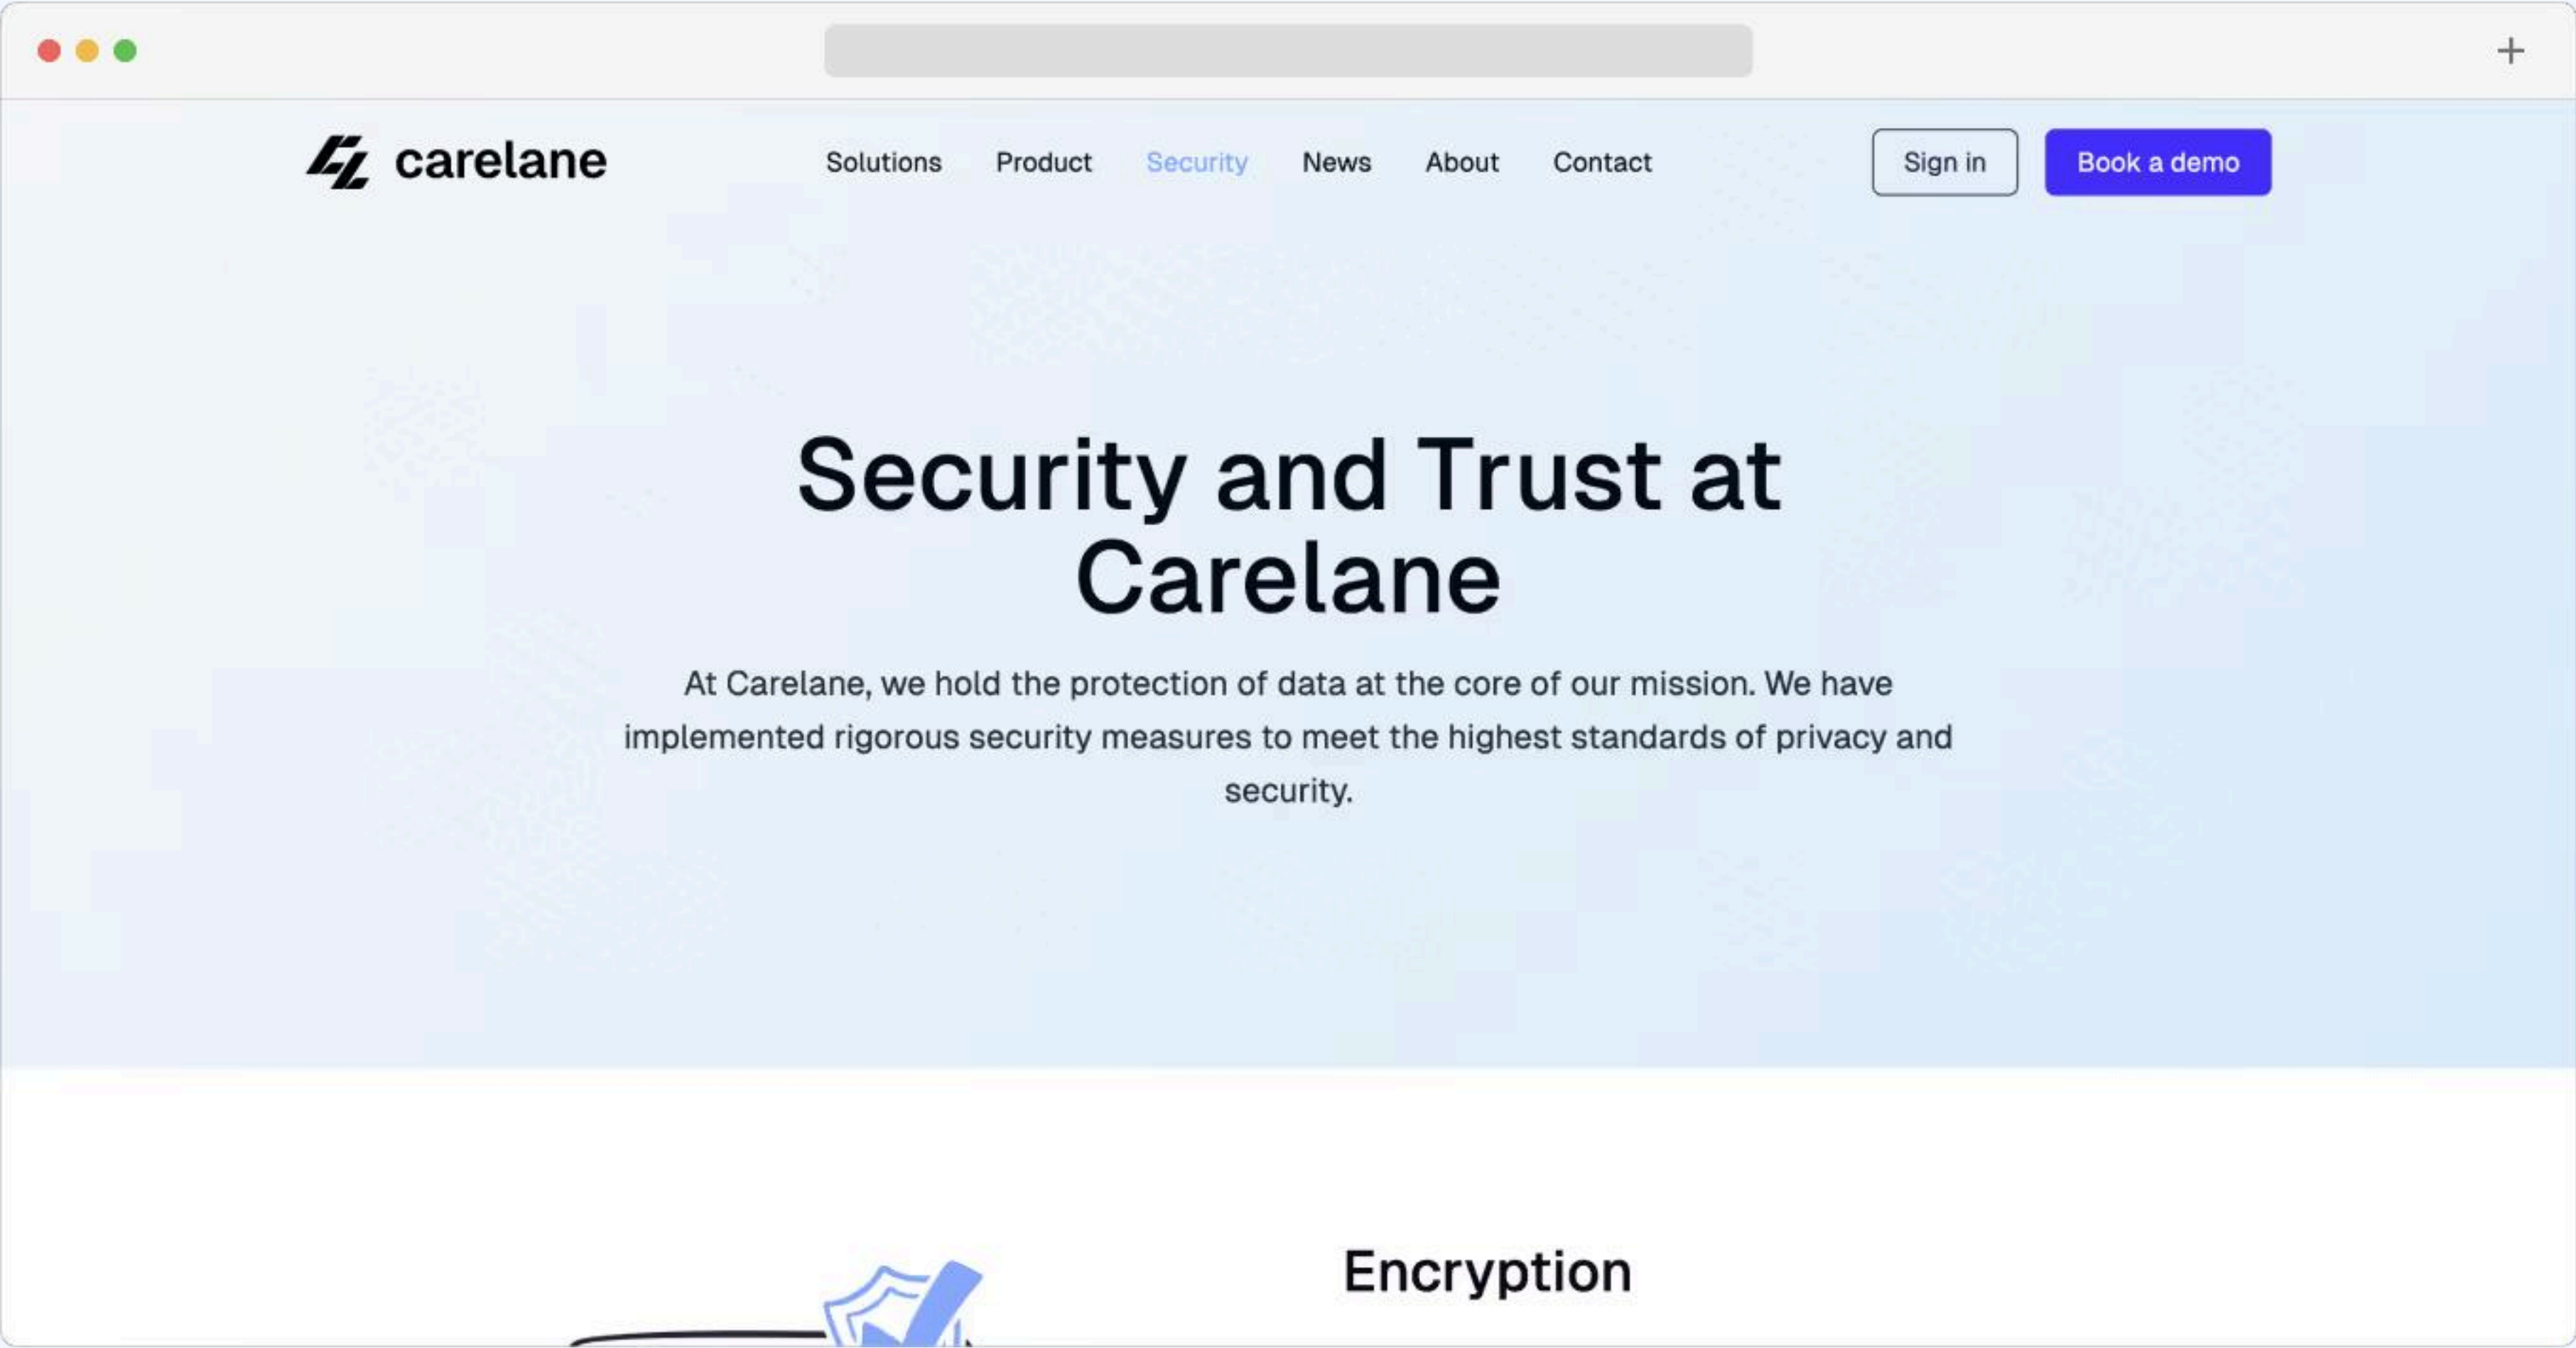 carelane
Solutions
Product
Security
News
About
Contact
Sign in
Book a demo
Security and Trust at
Carelane
At Carelane, we hold the protection of data at the core of our mission. We have
implemented rigorous security measures to meet the highest standards of privacy and
security.
Encryption